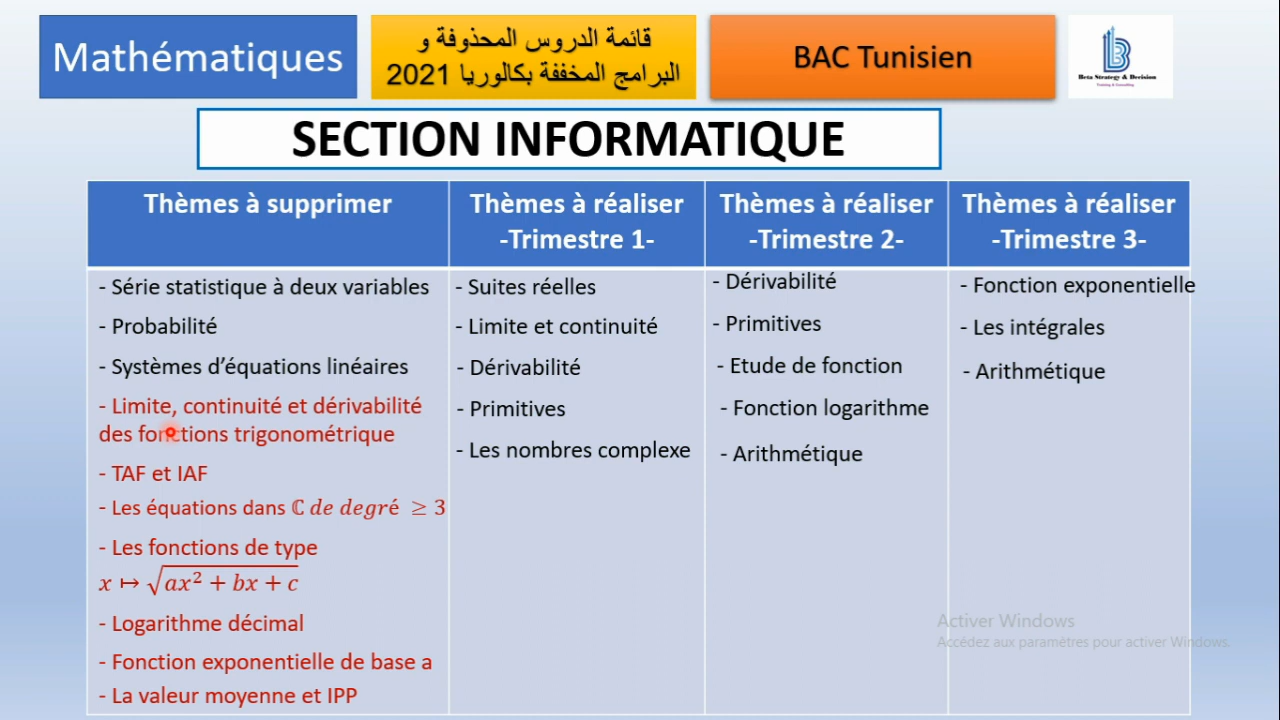 Mathématiques
قائمة الدروس المحذوفة و
البرامج المخففة بكالوريا 2021
BAC Tunisien
Beta Strategy & Decision
Training & Consulting
SECTION INFORMATIQUE
Thèmes à supprimer
- Série statistique à deux variables
- Probabilité
- Systèmes d'équations linéaires
- Limite, continuité et dérivabilité
des fonctions trigonométrique
- TAF et IAF
- Les équations dans ℂ de degré ≥ 3
- Les fonctions de type
x ↦ √(ax² + bx + c)
- Logarithme décimal
- Fonction exponentielle de base a
- La valeur moyenne et IPP
Thèmes à réaliser
-Trimestre 1-
- Suites réelles
- Limite et continuité
- Dérivabilité
- Primitives
- Les nombres complexe
Thèmes à réaliser
-Trimestre 2-
- Dérivabilité
- Primitives
- Etude de fonction
- Fonction logarithme
- Arithmétique
Thèmes à réaliser
-Trimestre 3-
- Fonction exponentielle
- Les intégrales
- Arithmétique
Activer Windows
Accédez aux paramètres pour activer Windows.